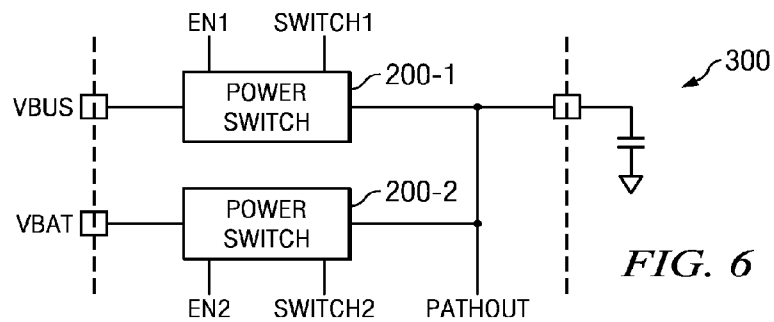 EN1 SWITCH1
200-1
300
VBUS
POWER
SWITCH
200-2
VBAT
POWER
SWITCH
FIG. 6
EN2 SWITCH2 PATHOUT